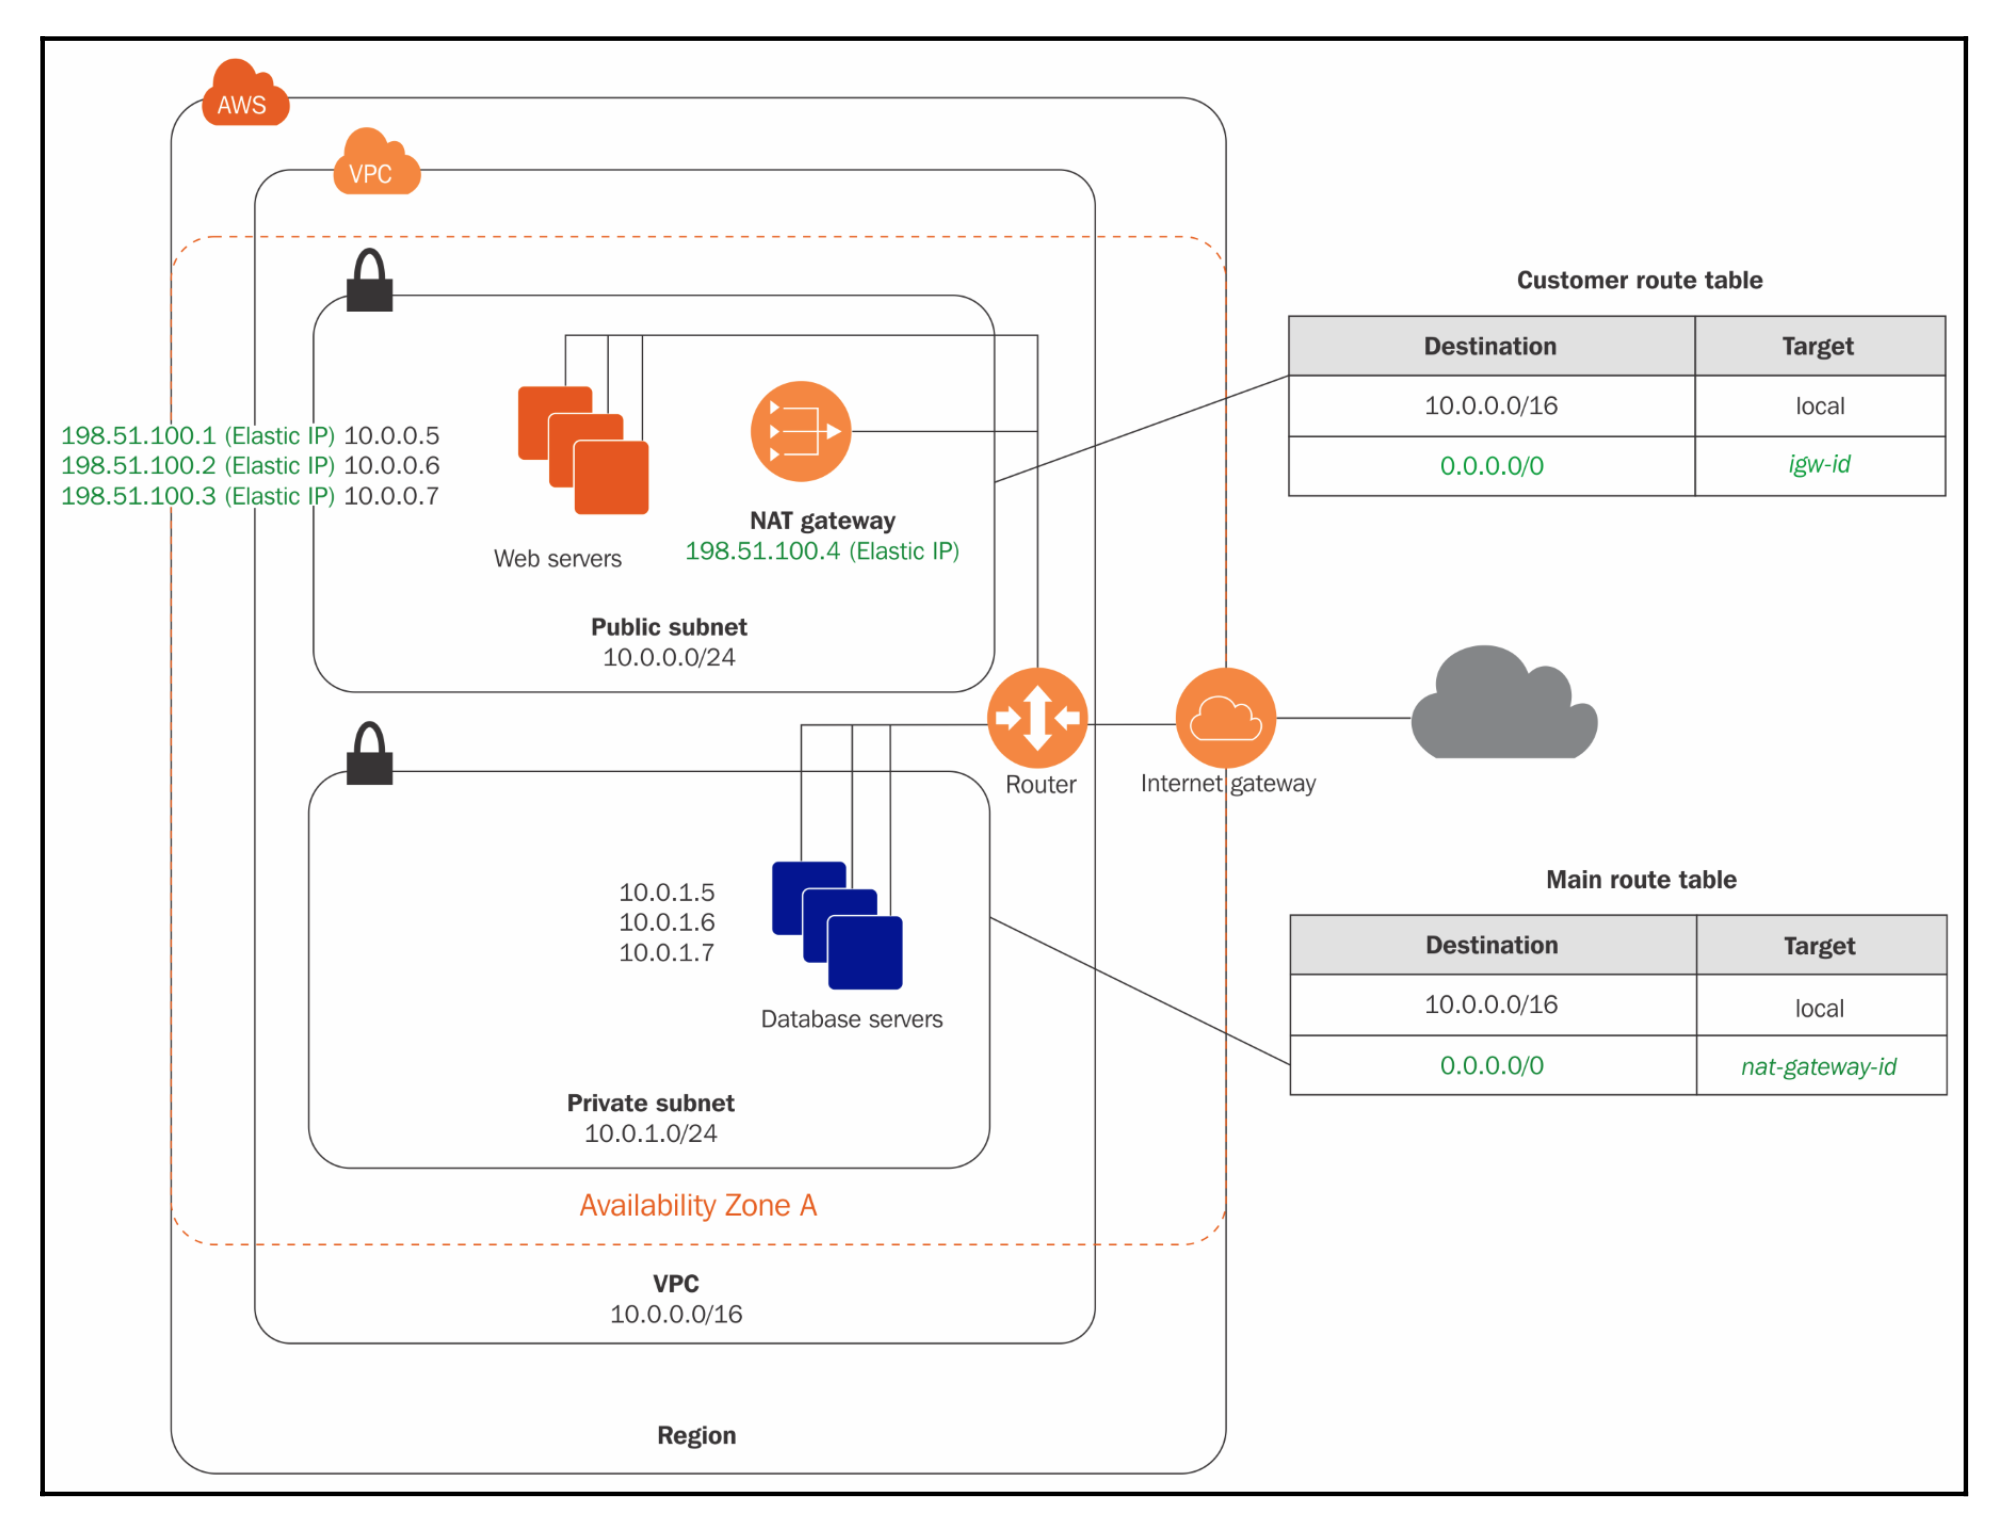 AWS
VPC
Customer route table
Destination Target
10.0.0.0/16 local
0.0.0.0/0 igw-id
198.51.100.1 (Elastic IP) 10.0.0.5
198.51.100.2 (Elastic IP) 10.0.0.6
198.51.100.3 (Elastic IP) 10.0.0.7
Web servers
NAT gateway
198.51.100.4 (Elastic IP)
Public subnet
10.0.0.0/24
Router
Internet gateway
10.0.1.5
10.0.1.6
10.0.1.7
Database servers
Private subnet
10.0.1.0/24
Main route table
Destination Target
10.0.0.0/16 local
0.0.0.0/0 nat-gateway-id
Availability Zone A
VPC
10.0.0.0/16
Region